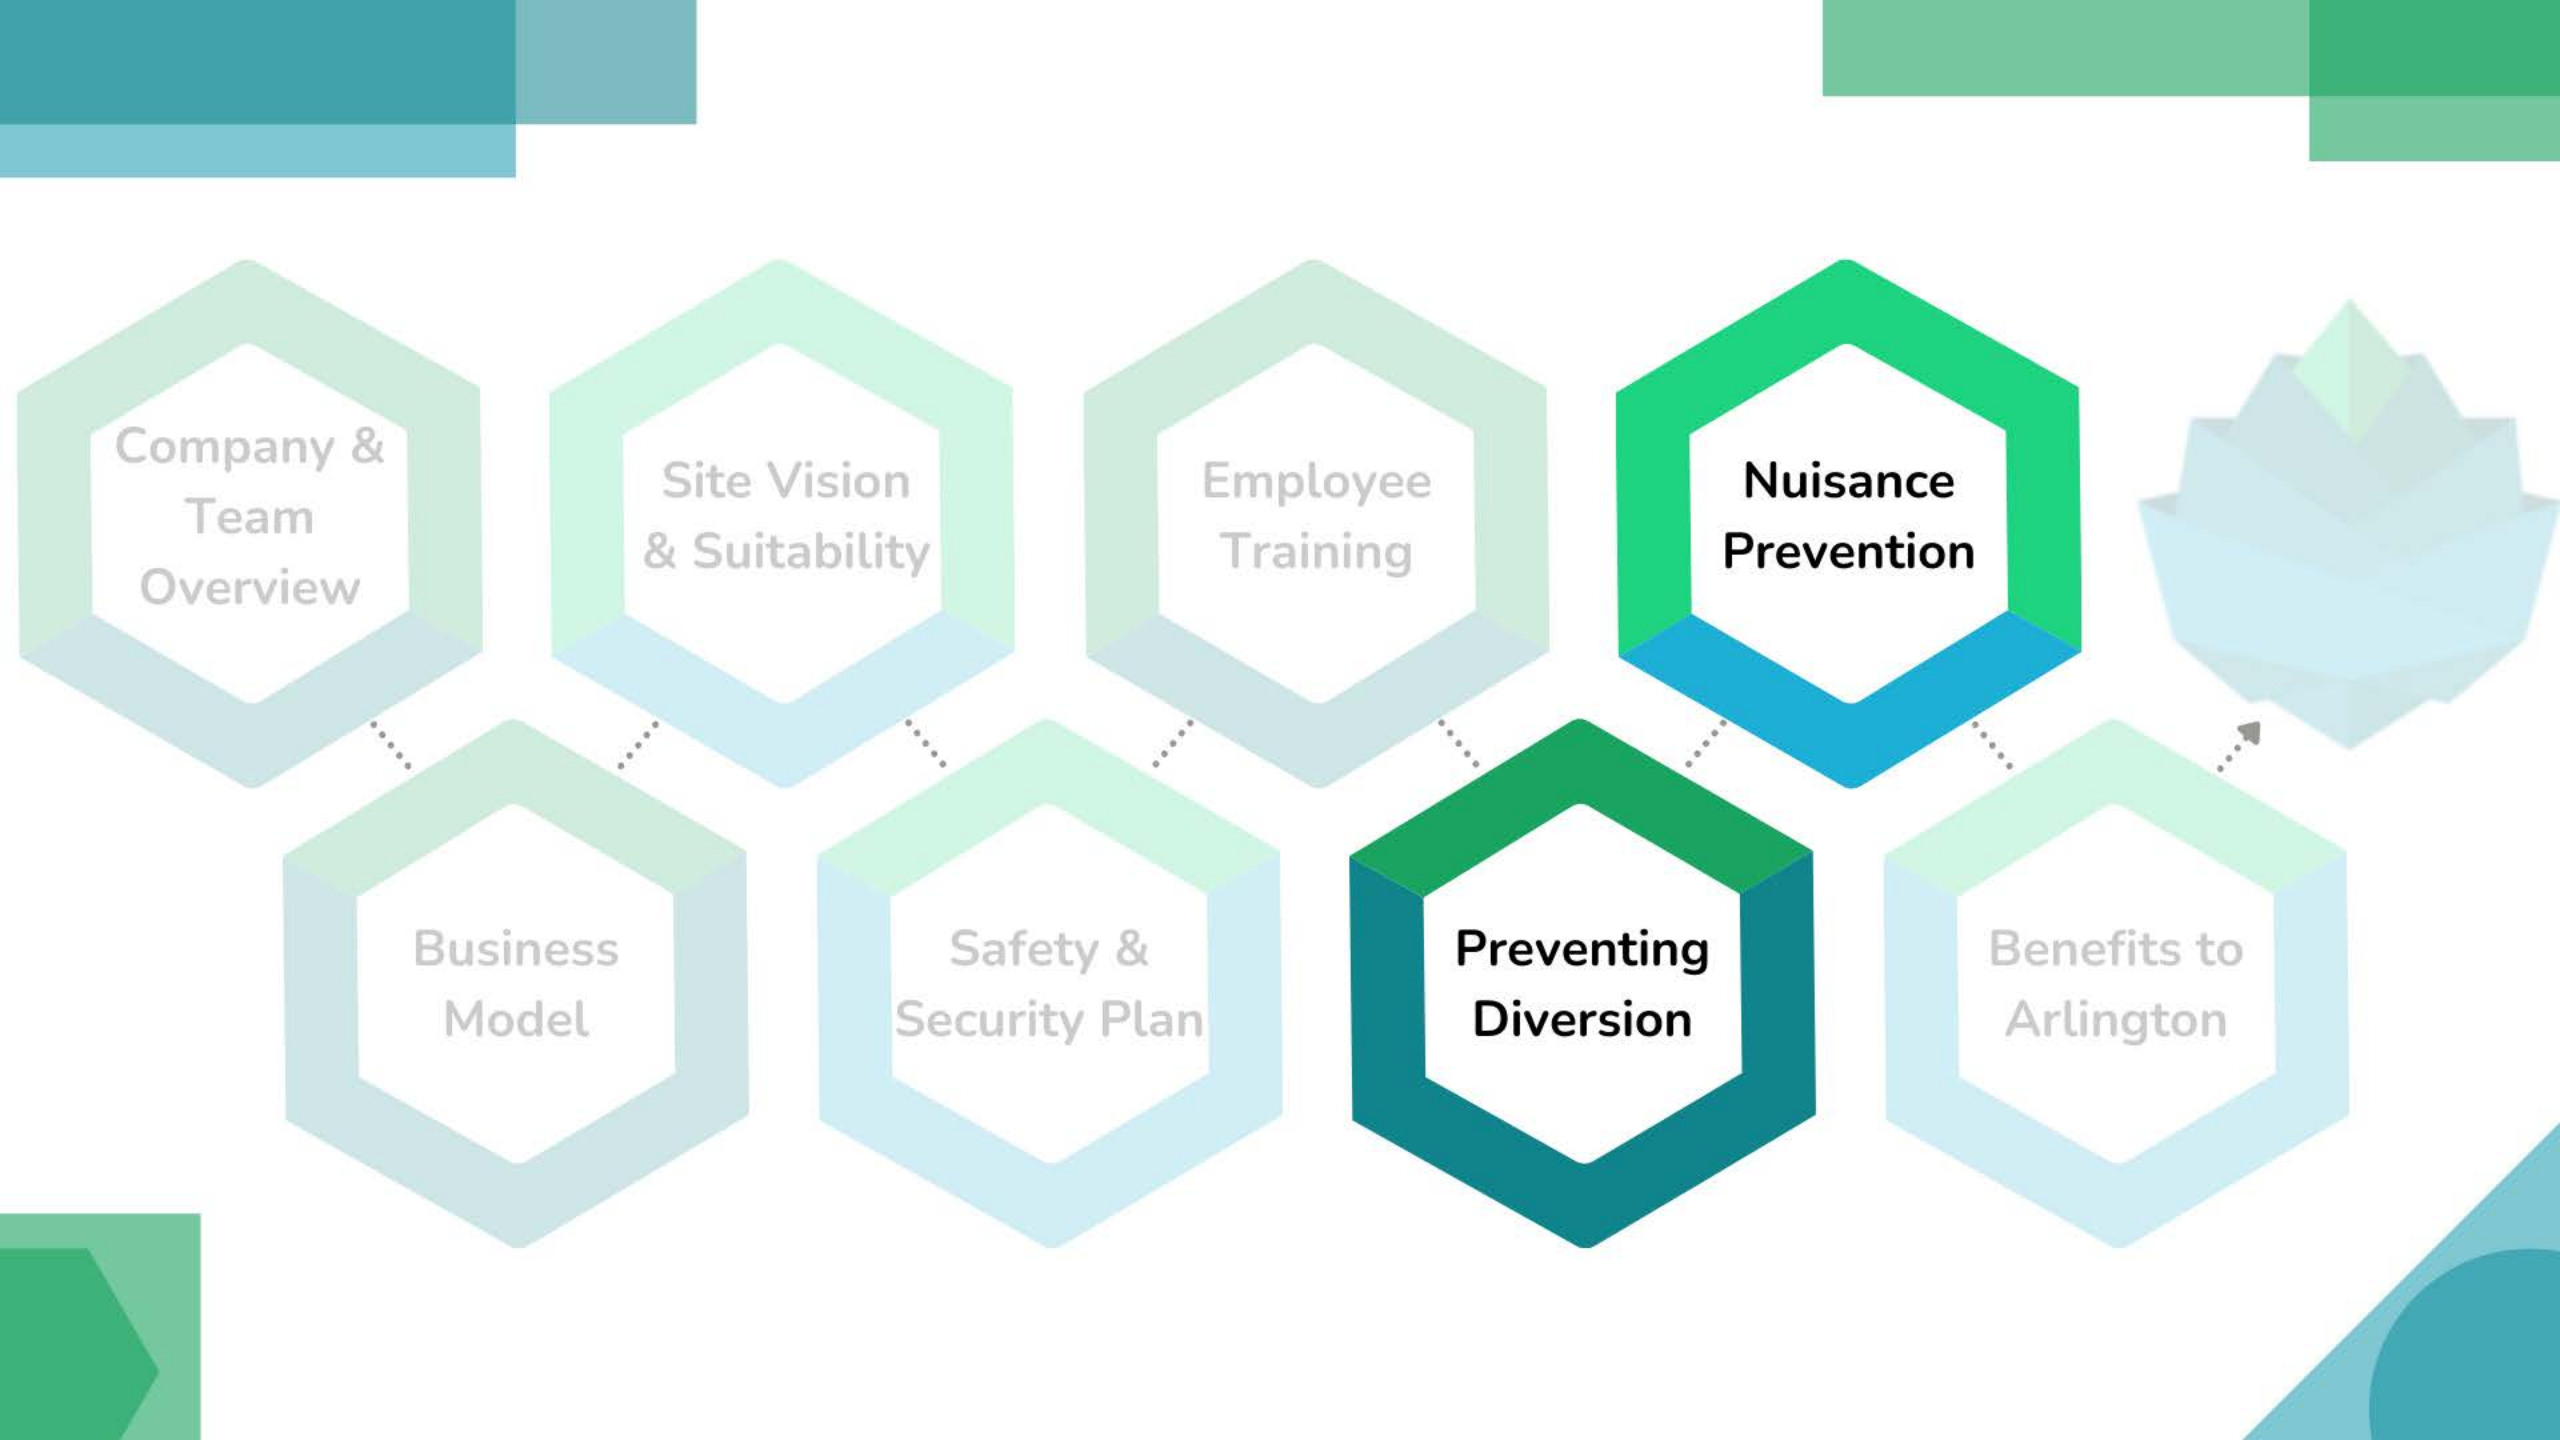 Company &
Team
Overview
Business
Model
Site Vision
& Suitability
Safety &
Security Plan
Employee
Training
Preventing
Diversion
Nuisance
Prevention
Benefits to
Arlington